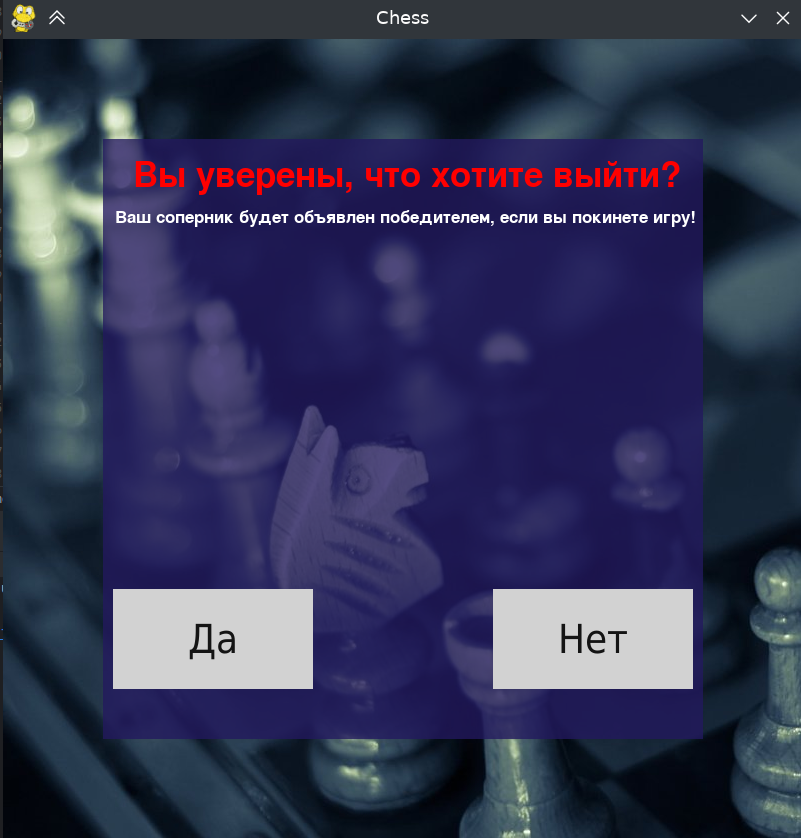 Chess
Вы уверены, что хотите выйти?
Ваш соперник будет объявлен победителем, если вы покинете игру!
Да
Нет